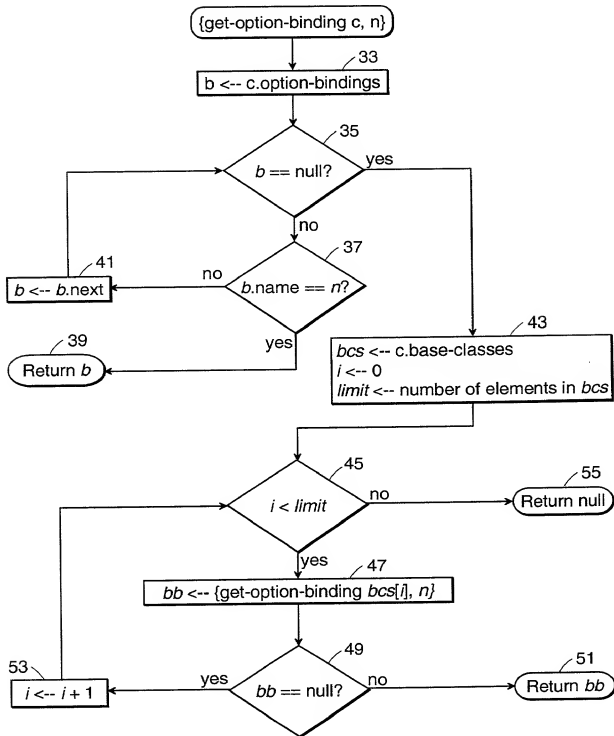 {get-option-binding c, n}
33
b <-- c.option-bindings
35
b == null?
yes
no
37
41
b <-- b.next
no
b.name == n?
39
yes
Return b
43
bcs <-- c.base-classes
i <-- 0
limit <-- number of elements in bcs
45
55
i < limit
no
Return null
yes
47
bb <-- {get-option-binding bcs[i], n}
49
53
yes
51
i <-- i + 1
bb == null?
no
Return bb